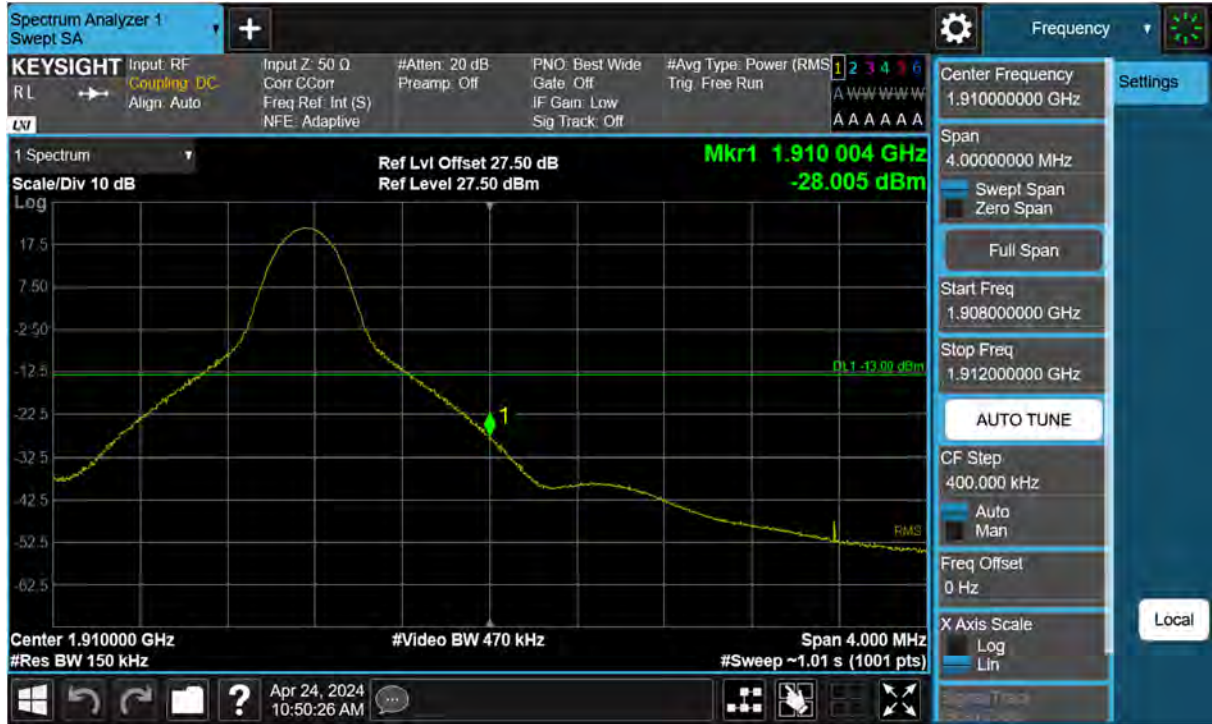 Spectrum Analyzer 1
Swept SA
+
Frequency
KEYSIGHT
RL
LXI
Input: RF
Coupling: DC
Align: Auto
Input Z: 50 Ω
Corr CCorr
Freq Ref: Int (S)
NFE: Adaptive
#Atten: 20 dB
Preamp: Off
PNO: Best Wide
Gate: Off
IF Gain: Low
Sig Track: Off
#Avg Type: Power (RMS
Trig: Free Run
1 2 3 4 5 6
A W W W W W
A A A A A A
1 Spectrum
Scale/Div 10 dB
Log
Ref Lvl Offset 27.50 dB
Ref Level 27.50 dBm
Mkr1 1.910 004 GHz
-28.005 dBm
17.5
7.50
-2.50
-12.5
-22.5
-32.5
-42.5
-52.5
-62.5
DL1 -13.00 dBm
1
RMS
Center 1.910000 GHz
#Res BW 150 kHz
#Video BW 470 kHz
Span 4.000 MHz
#Sweep ~1.01 s (1001 pts)
Center Frequency
1.910000000 GHz
Settings
Span
4.00000000 MHz
Swept Span
Zero Span
Full Span
Start Freq
1.908000000 GHz
Stop Freq
1.912000000 GHz
AUTO TUNE
CF Step
400.000 kHz
Auto
Man
Freq Offset
0 Hz
X Axis Scale
Log
Lin
Local
?
Apr 24, 2024
10:50:26 AM